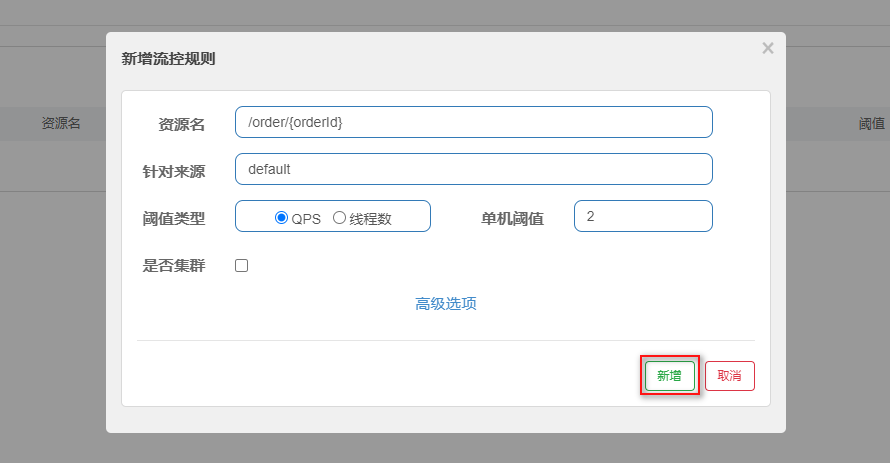 新增流控规则
×
资源名
阈值
资源名 /order/{orderId}
针对来源 default
阈值类型 QPS 线程数 单机阈值 2
是否集群
高级选项
新增 取消